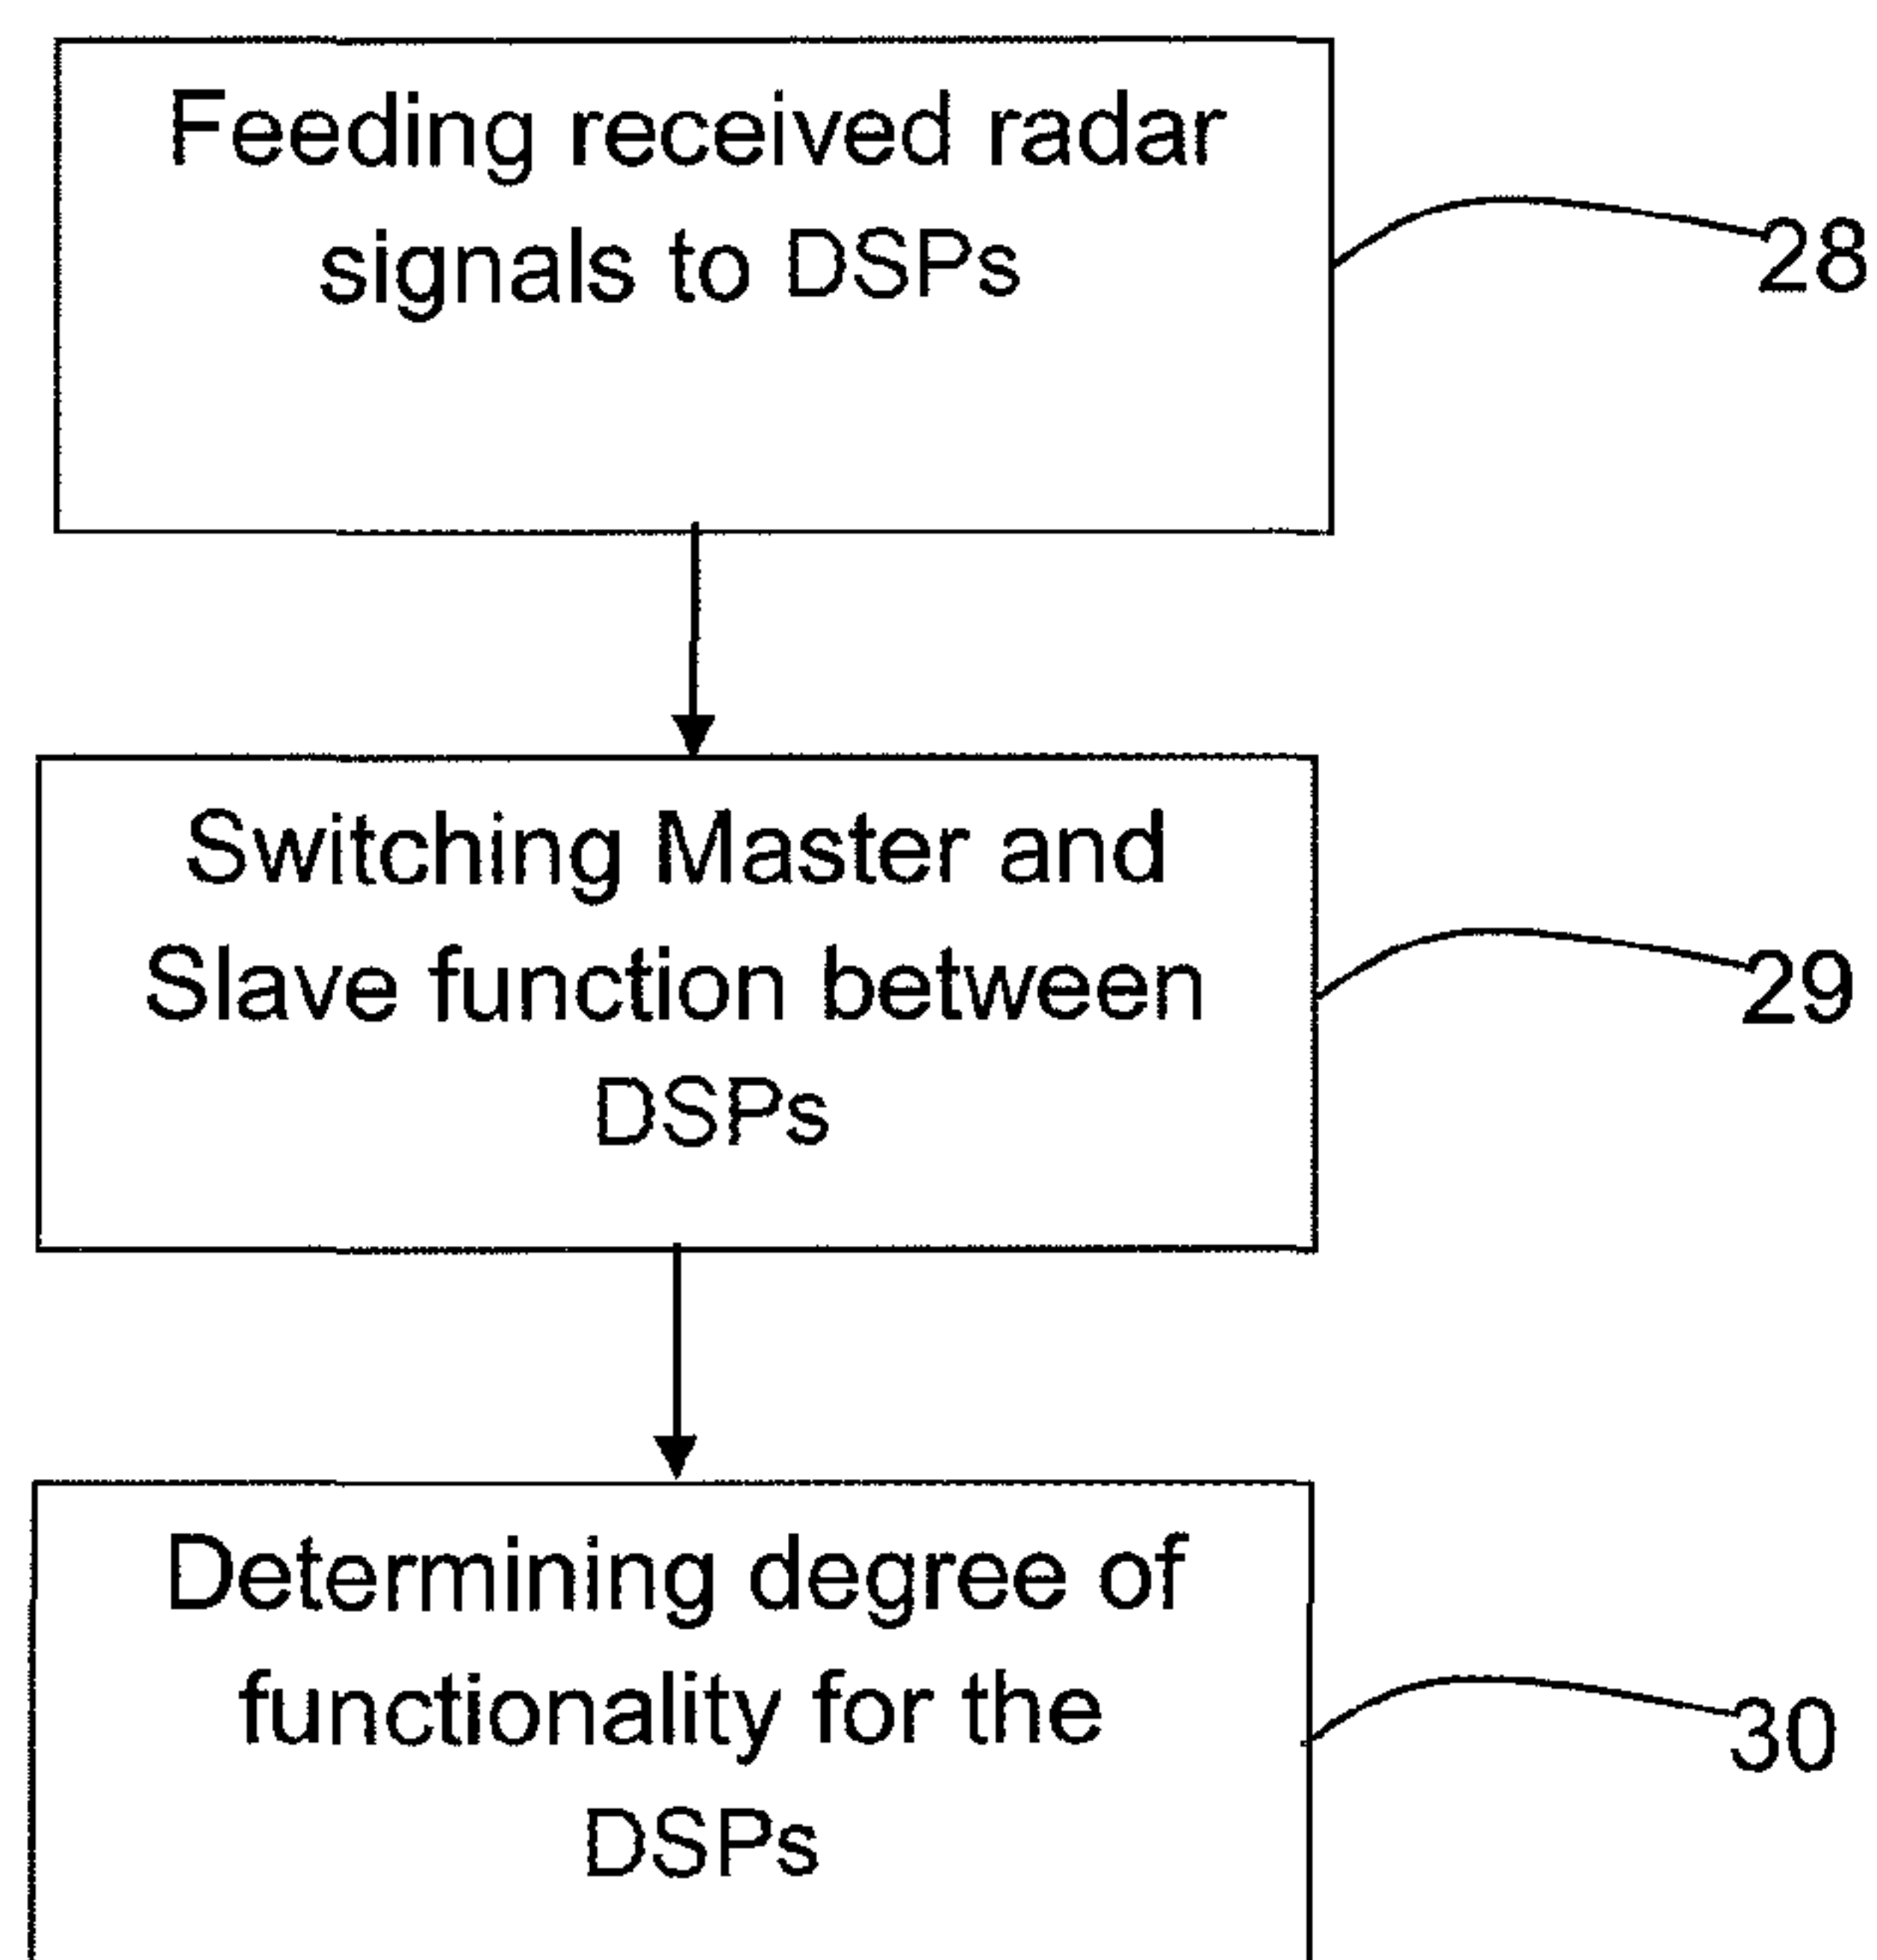 Feeding received radar
signals to DSPs
28
Switching Master and
Slave function between
DSPs
29
Determining degree of
functionality for the
DSPs
30